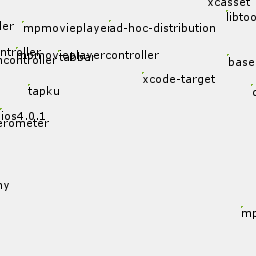 xcasset
libtoo
ler mpmovieplayer ad-hoc-distribution
ntroller
mpmovieplayercontroller
ncontroller tabbar
base
xcode-target
tapku
ios4.0.1
erometer
ny
mp